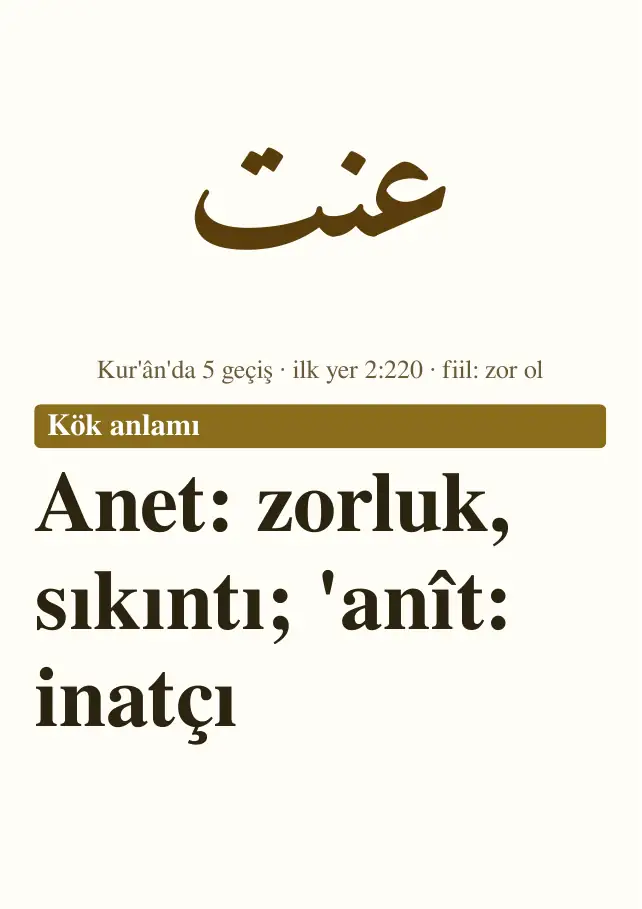 عنت
Kur'ân'da 5 geçiş · ilk yer 2:220 · fiil: zor ol
Kök anlamı
Anet: zorluk,
sıkıntı; 'anît:
inatçı